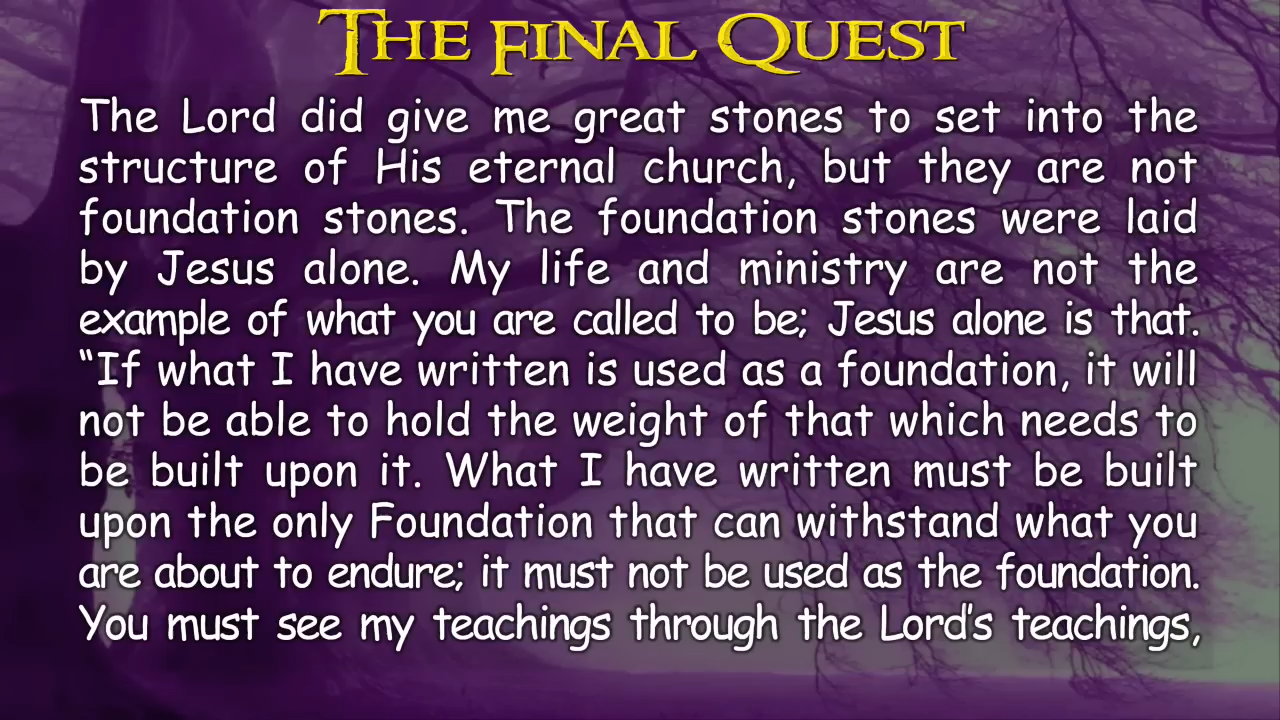 The Final Quest
The Lord did give me great stones to set into the
structure of His eternal church, but they are not
foundation stones. The foundation stones were laid
by Jesus alone. My life and ministry are not the
example of what you are called to be; Jesus alone is that.
“If what I have written is used as a foundation, it will
not be able to hold the weight of that which needs to
be built upon it. What I have written must be built
upon the only Foundation that can withstand what you
are about to endure; it must not be used as the foundation.
You must see my teachings through the Lord's teachings,